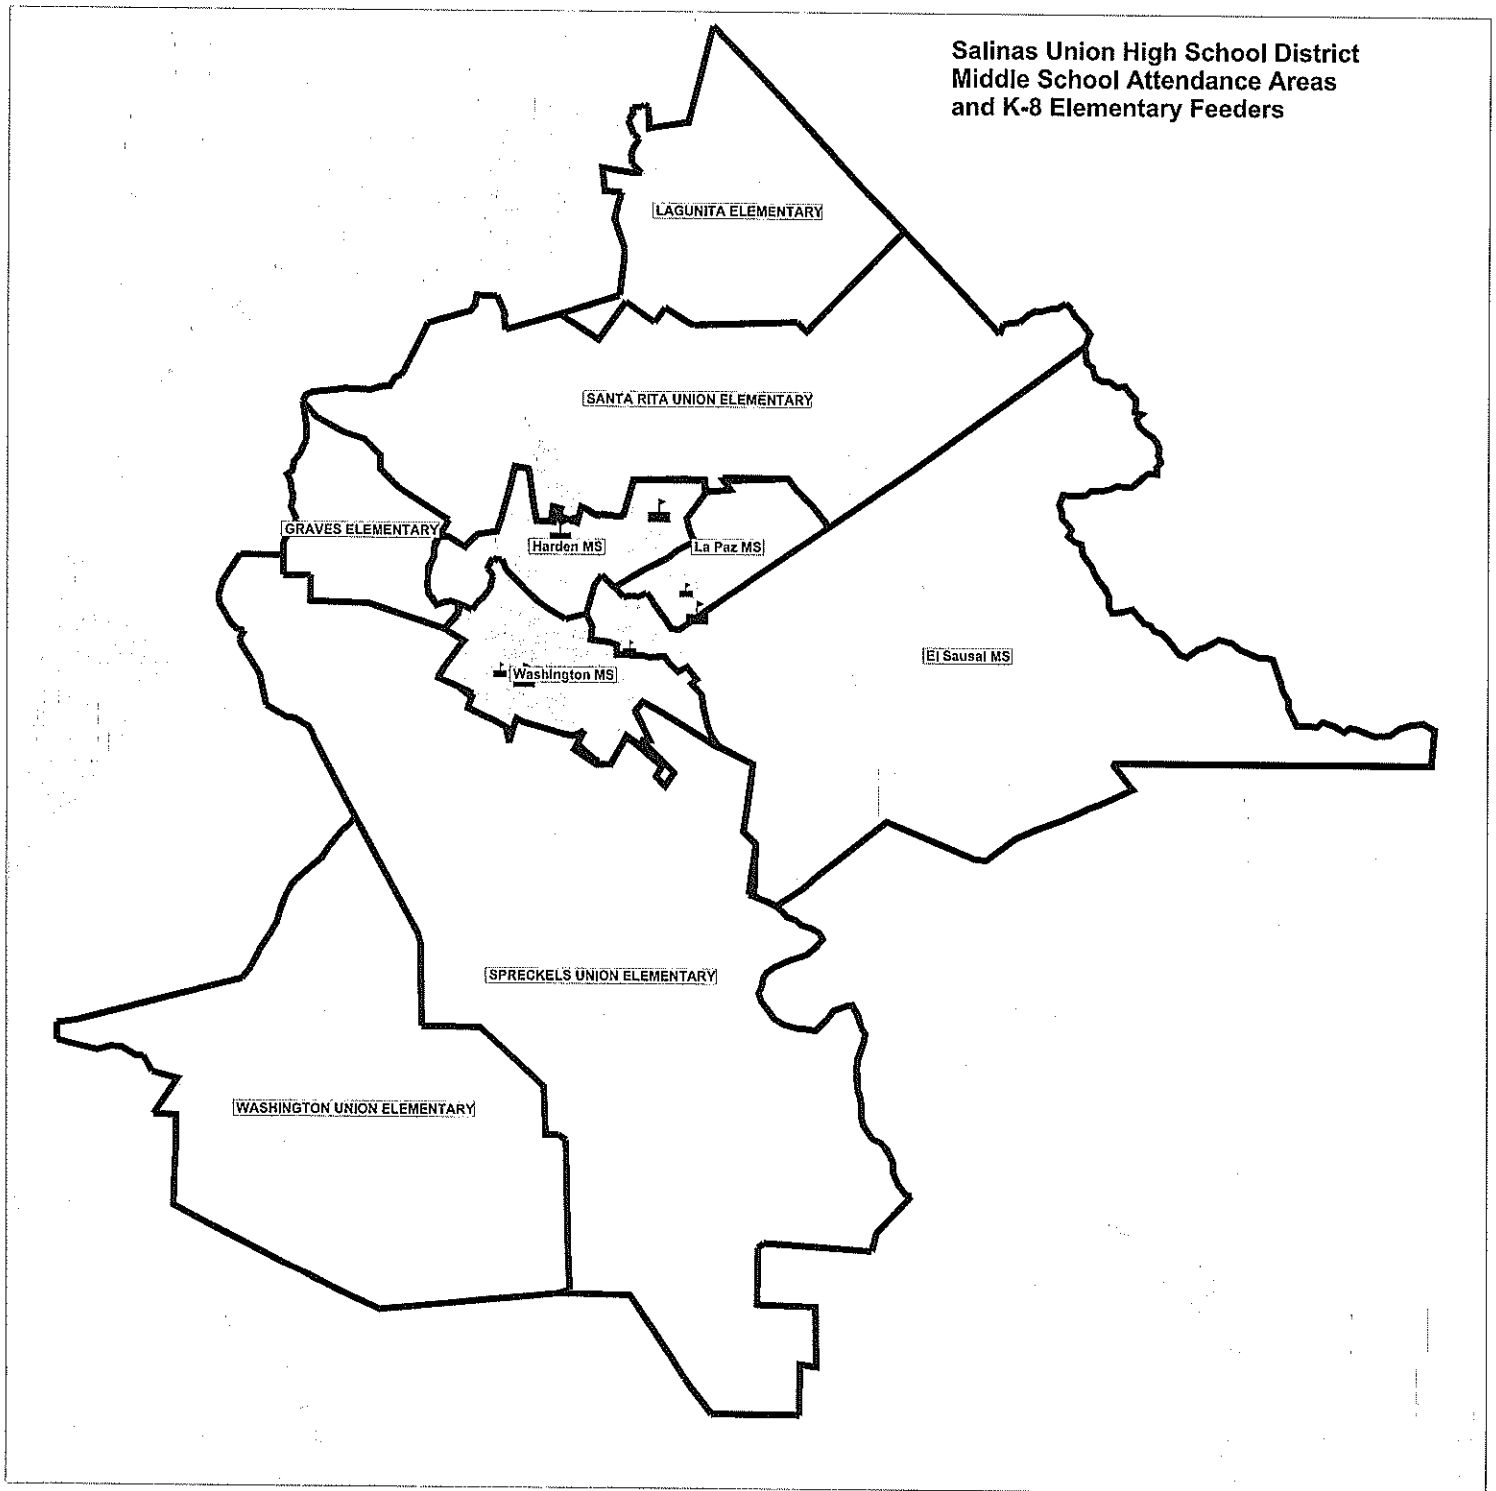 Salinas Union High School District
Middle School Attendance Areas
and K-8 Elementary Feeders
LAGUNITA ELEMENTARY
SANTA RITA UNION ELEMENTARY
GRAVES ELEMENTARY
Harden MS
La Paz MS
El Sausal MS
Washington MS
SPRECKELS UNION ELEMENTARY
WASHINGTON UNION ELEMENTARY